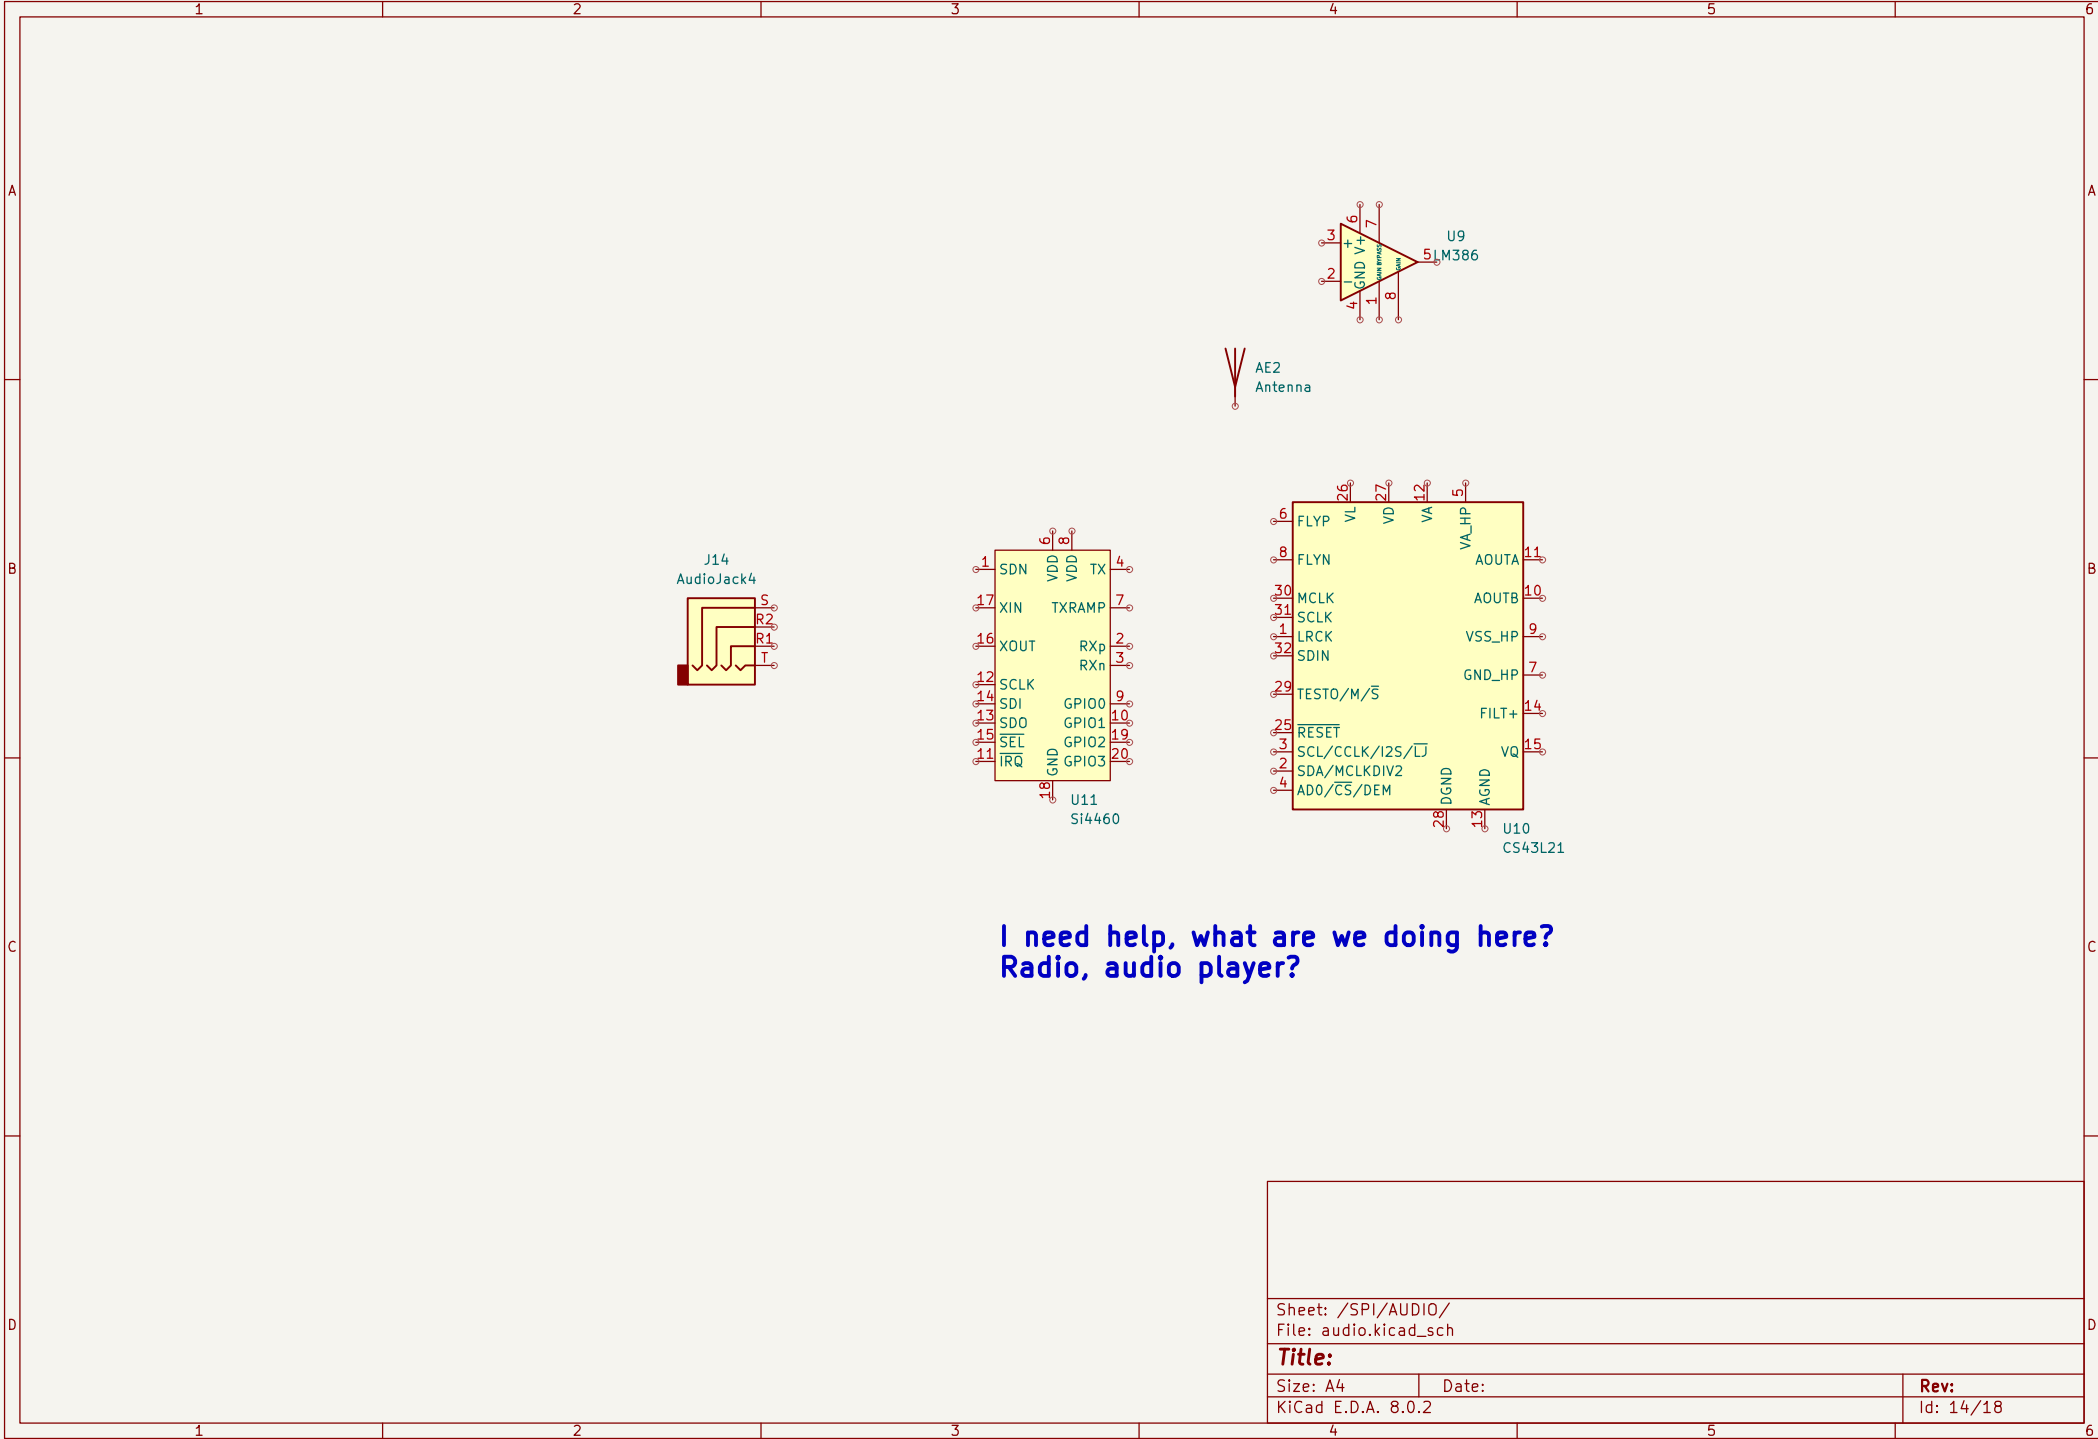 1 2 3 4 5 6
A A
6 7
3 + V+ U9
GAIN BYPASS GAIN 5 LM386
2 - GND
4 1 8
AE2
Antenna
B B
26 27 12 5
6 FLYP VL VD VA VA_HP
6 8
J14
AudioJack4
8 FLYN AOUTA 11
1 SDN VDD VDD TX 4
30 MCLK AOUTB 10
S
17 XIN TXRAMP 7
31 SCLK
R2
1 LRCK VSS_HP 9
R1
16 XOUT RXp 2
32 SDIN
T
RXn 3
GND_HP 7
12 SCLK
29 TESTO/M/S
14 SDI GPIO0 9
FILT+ 14
13 SDO GPIO1 10
25 RESET
15 SEL GPIO2 19
3 SCL/CCLK/I2S/LJ VQ 15
11 IRQ GND GPIO3 20
2 SDA/MCLKDIV2
4 AD0/CS/DEM DGND AGND
18 U11
Si4460
28 13 U10
CS43L21
I need help, what are we doing here?
Radio, audio player?
C C
D D
Sheet: /SPI/AUDIO/
File: audio.kicad_sch
Title:
Size: A4 Date: Rev:
KiCad E.D.A. 8.0.2 Id: 14/18
1 2 3 4 5 6